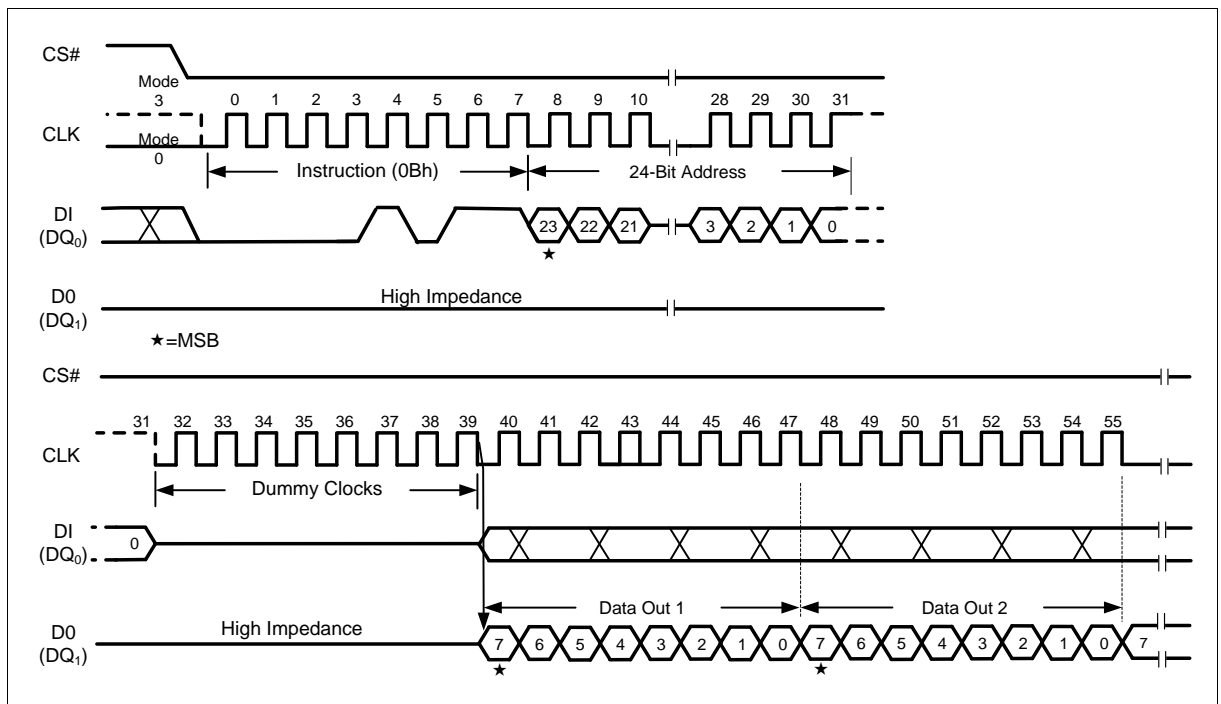 CS#
Mode
3
0 1 2 3 4 5 6 7 8 9 10 28 29 30 31
CLK
Mode
0
Instruction (0Bh) 24-Bit Address
DI
(DQ0)
23 22 21 3 2 1 0
★
D0
(DQ1)
High Impedance
★=MSB
CS#
31 32 33 34 35 36 37 38 39 40 41 42 43 44 45 46 47 48 49 50 51 52 53 54 55
CLK
Dummy Clocks
DI
(DQ0)
0
Data Out 1 Data Out 2
D0
(DQ1)
High Impedance
7 6 5 4 3 2 1 0 7 6 5 4 3 2 1 0 7
★ ★